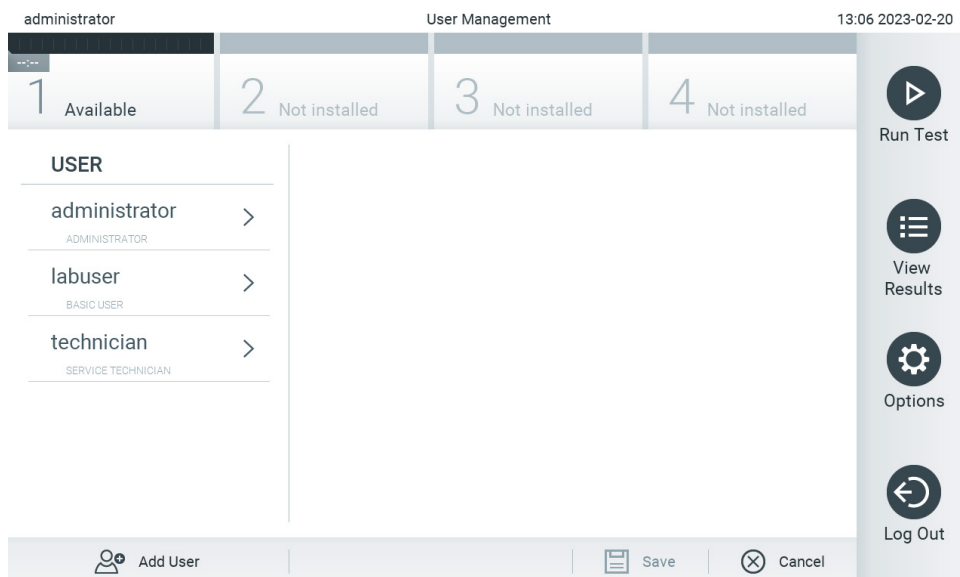 administrator User Management 13:06 2023-02-20
--:--
1 Available 2 Not installed 3 Not installed 4 Not installed
Run Test
USER
administrator
ADMINISTRATOR
labuser
BASIC USER
technician
SERVICE TECHNICIAN
View
Results
Options
Log Out
Add User Save Cancel